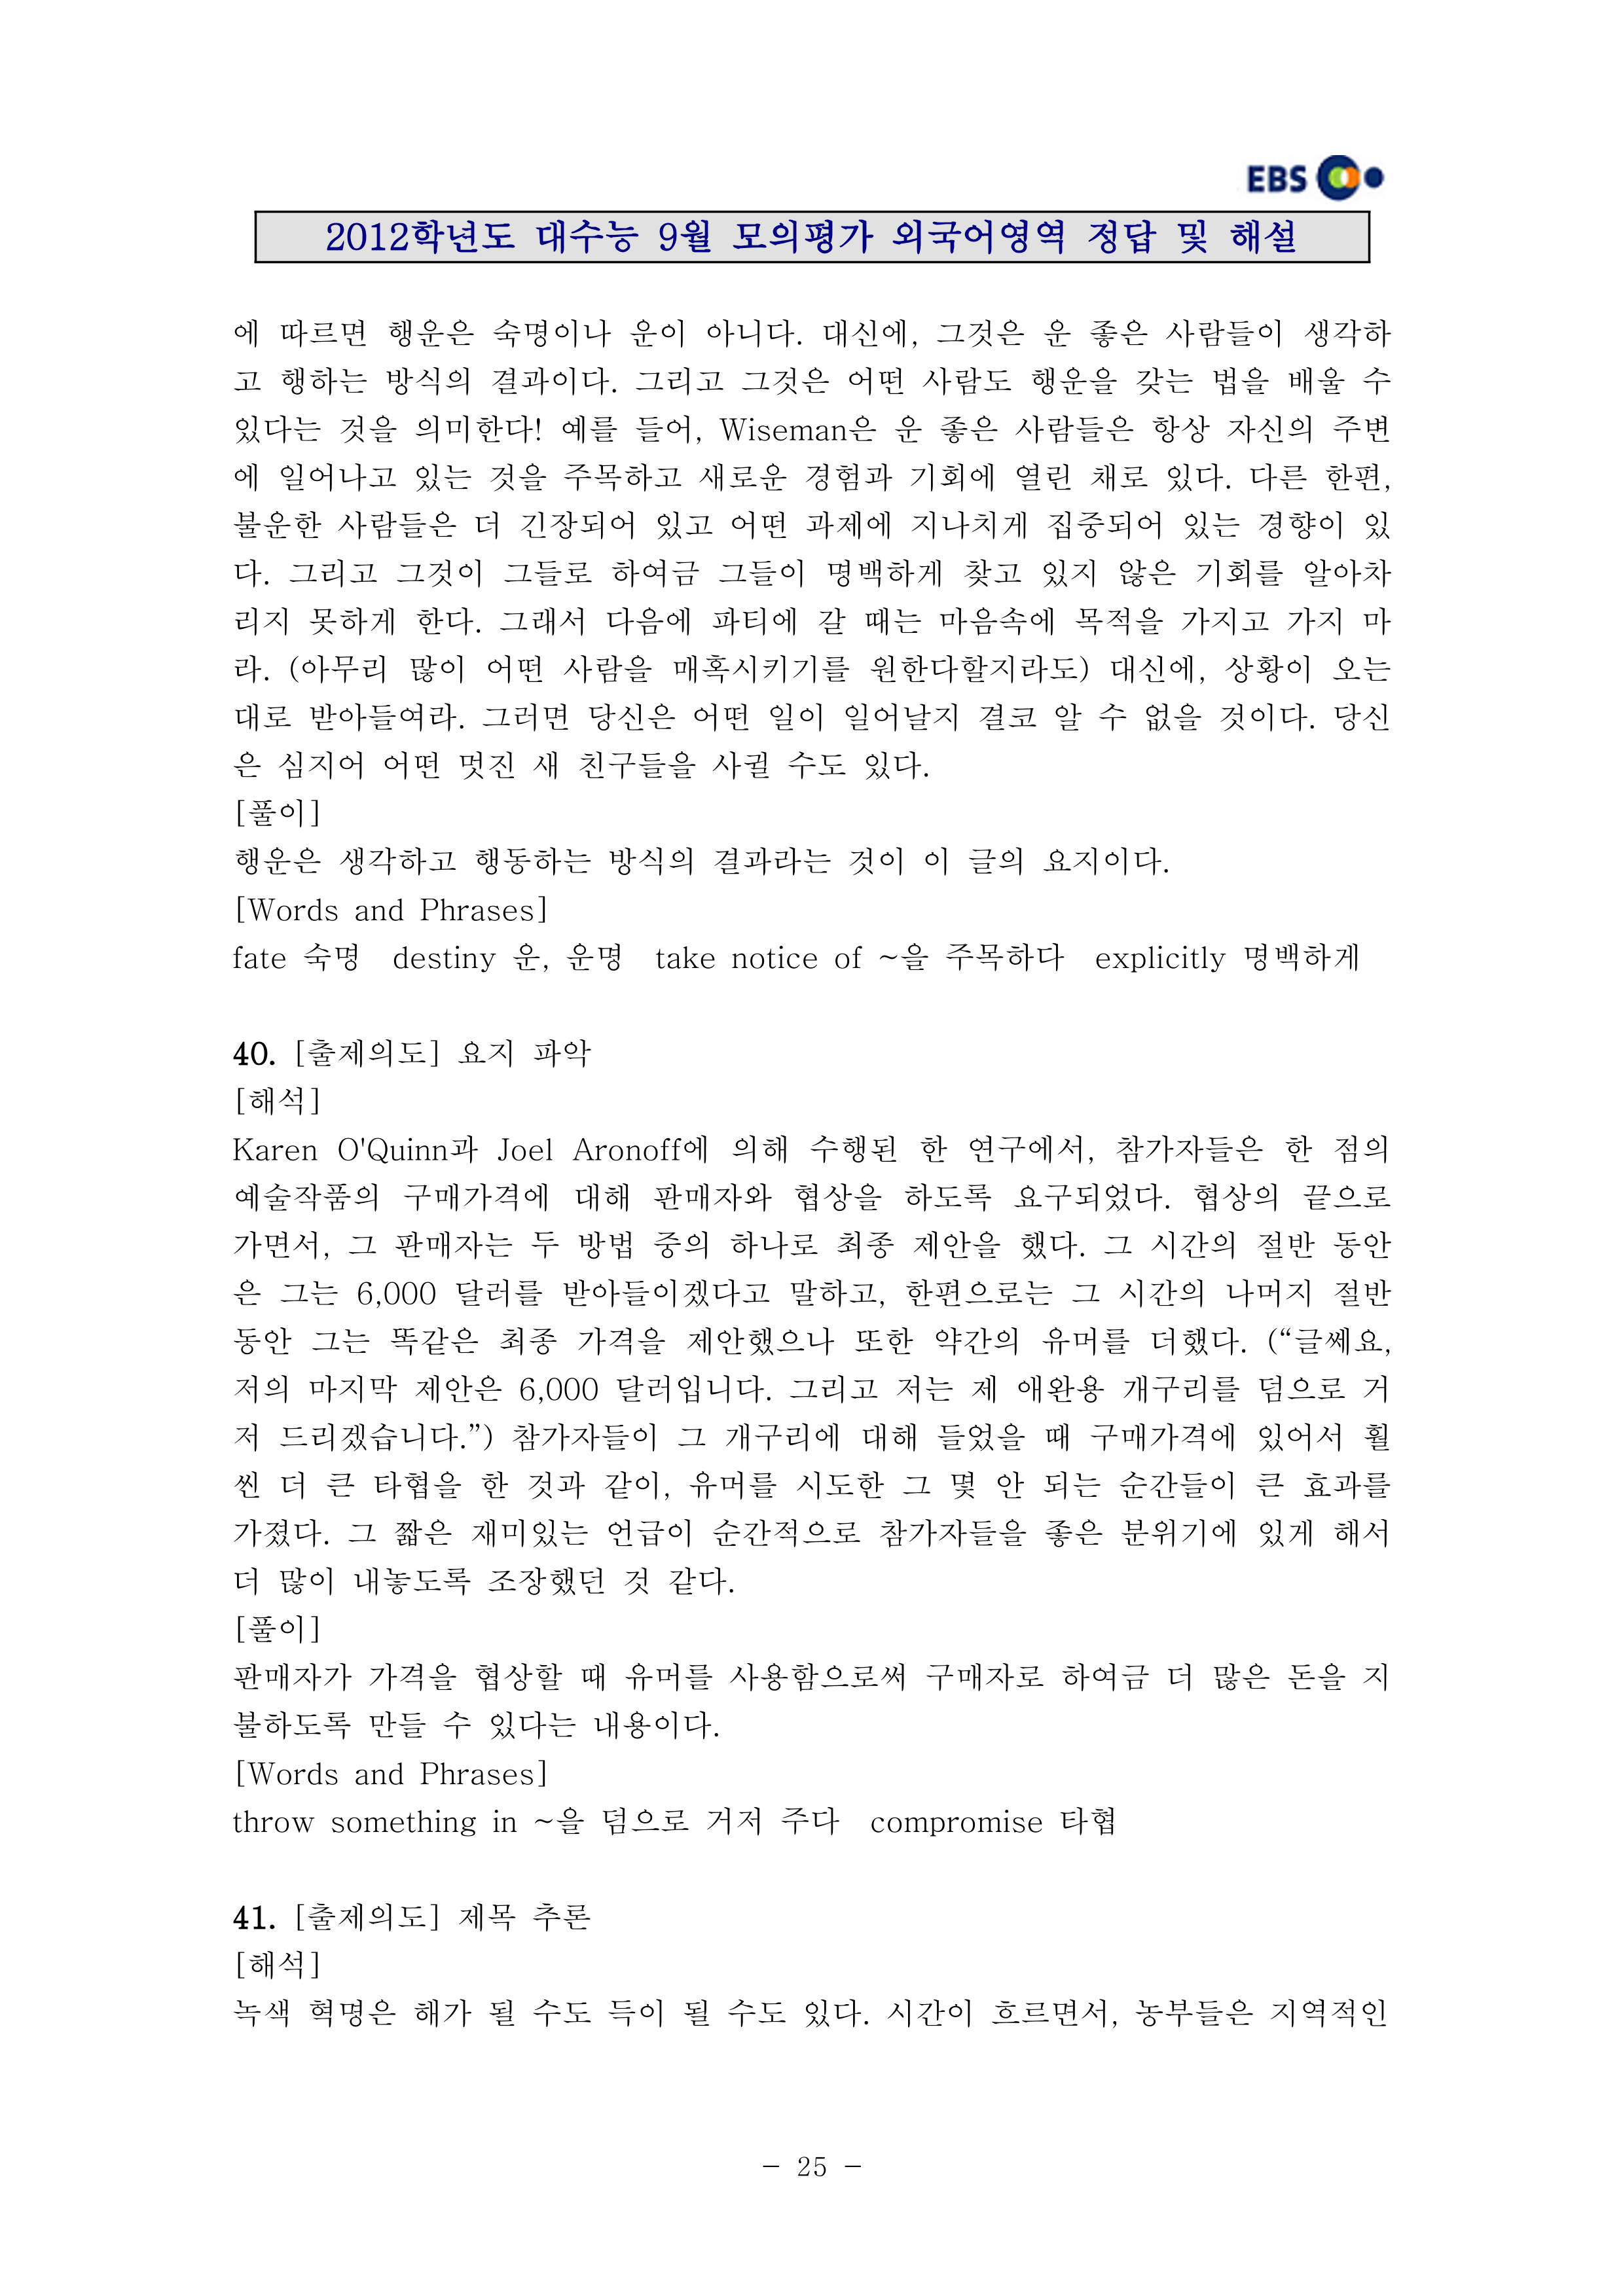 EBS
2012학년도 대수능 9월 모의평가 외국어영역 정답 및 해설
에 따르면 행운은 숙명이나 운이 아니다. 대신에, 그것은 운 좋은 사람들이 생각하
고 행하는 방식의 결과이다. 그리고 그것은 어떤 사람도 행운을 갖는 법을 배울 수
있다는 것을 의미한다! 예를 들어, Wiseman은 운 좋은 사람들은 항상 자신의 주변
에 일어나고 있는 것을 주목하고 새로운 경험과 기회에 열린 채로 있다. 다른 한편,
불운한 사람들은 더 긴장되어 있고 어떤 과제에 지나치게 집중되어 있는 경향이 있
다. 그리고 그것이 그들로 하여금 그들이 명백하게 찾고 있지 않은 기회를 알아차
리지 못하게 한다. 그래서 다음에 파티에 갈 때는 마음속에 목적을 가지고 가지 마
라. (아무리 많이 어떤 사람을 매혹시키기를 원한다할지라도) 대신에, 상황이 오는
대로 받아들여라. 그러면 당신은 어떤 일이 일어날지 결코 알 수 없을 것이다. 당신
은 심지어 어떤 멋진 새 친구들을 사귈 수도 있다.
[풀이]
행운은 생각하고 행동하는 방식의 결과라는 것이 이 글의 요지이다.
[Words and Phrases]
fate 숙명 destiny 운, 운명 take notice of ~을 주목하다 explicitly 명백하게
40. [출제의도] 요지 파악
[해석]
Karen O'Quinn과 Joel Aronoff에 의해 수행된 한 연구에서, 참가자들은 한 점의
예술작품의 구매가격에 대해 판매자와 협상을 하도록 요구되었다. 협상의 끝으로
가면서, 그 판매자는 두 방법 중의 하나로 최종 제안을 했다. 그 시간의 절반 동안
은 그는 6,000 달러를 받아들이겠다고 말하고, 한편으로는 그 시간의 나머지 절반
동안 그는 똑같은 최종 가격을 제안했으나 또한 약간의 유머를 더했다. (“글쎄요,
저의 마지막 제안은 6,000 달러입니다. 그리고 저는 제 애완용 개구리를 덤으로 거
저 드리겠습니다.”) 참가자들이 그 개구리에 대해 들었을 때 구매가격에 있어서 훨
씬 더 큰 타협을 한 것과 같이, 유머를 시도한 그 몇 안 되는 순간들이 큰 효과를
가졌다. 그 짧은 재미있는 언급이 순간적으로 참가자들을 좋은 분위기에 있게 해서
더 많이 내놓도록 조장했던 것 같다.
[풀이]
판매자가 가격을 협상할 때 유머를 사용함으로써 구매자로 하여금 더 많은 돈을 지
불하도록 만들 수 있다는 내용이다.
[Words and Phrases]
throw something in ~을 덤으로 거저 주다 compromise 타협
41. [출제의도] 제목 추론
[해석]
녹색 혁명은 해가 될 수도 득이 될 수도 있다. 시간이 흐르면서, 농부들은 지역적인
- 25 -